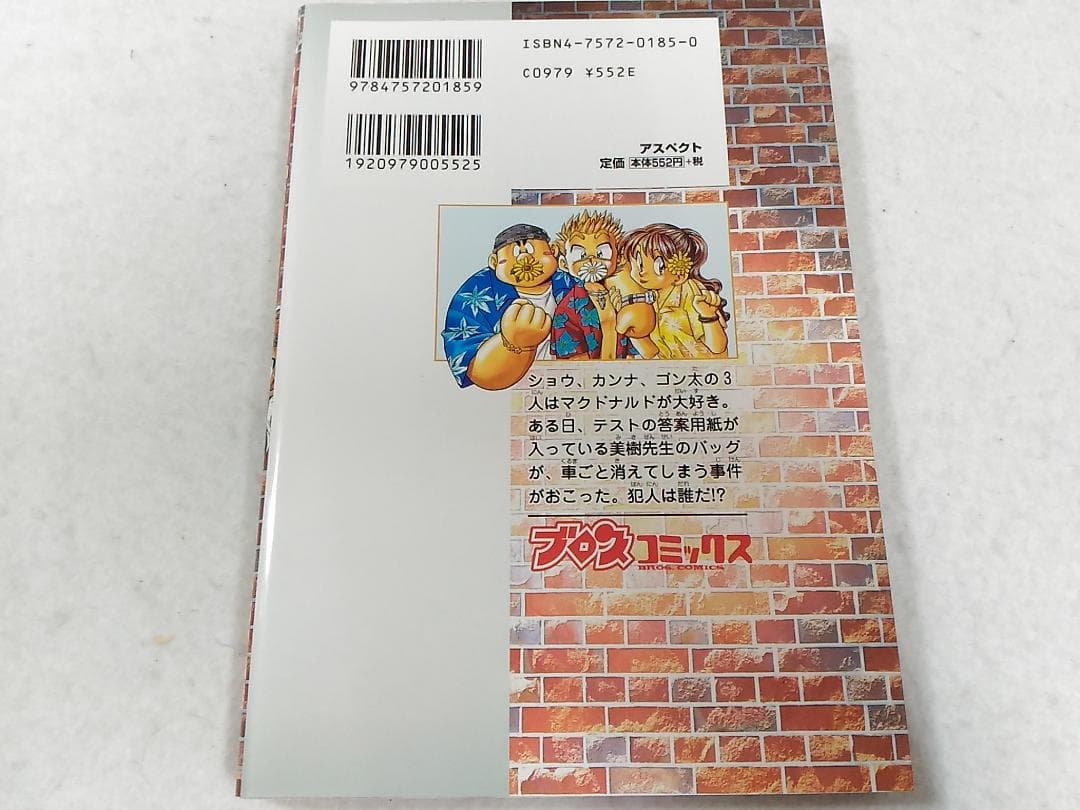 ISBN4-7572-0185-0
C0979 ¥552E
9784757201859
1920979005525
アスペクト
定価 本体552円+税
ショウ、カンナ、ゴン太の3
人はマクドナルドが大好き。
ある日、テストの答案用紙が
入っている美樹先生のバッグ
が、車ごと消えてしまう事件
がおこった。犯人は誰だ!?
ブロスコミックス
BROS. COMICS